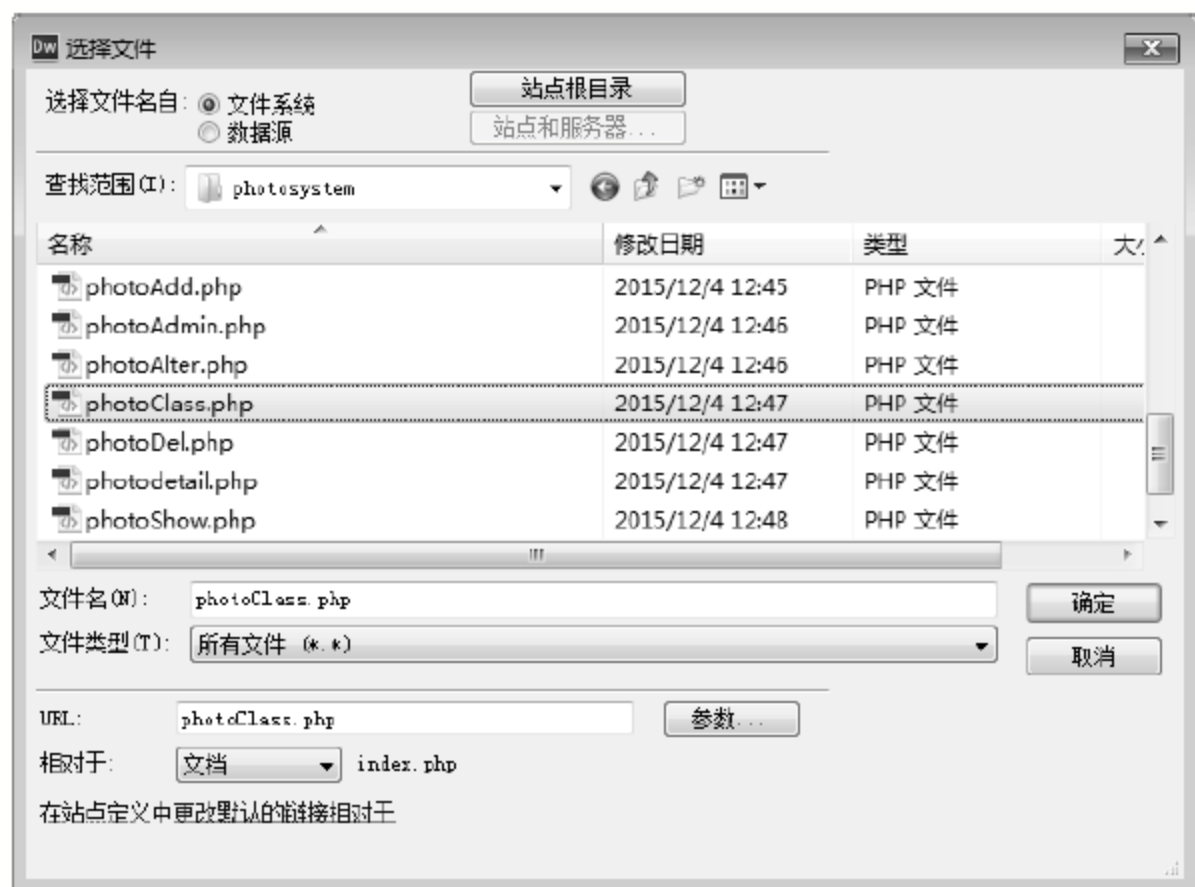 Dw 选择文件
选择文件名自: 文件系统 站点根目录
数据源 站点和服务器...
查找范围(I): photosystem
名称 修改日期 类型
photoAdd.php 2015/12/4 12:45 PHP 文件
photoAdmin.php 2015/12/4 12:46 PHP 文件
photoAlter.php 2015/12/4 12:46 PHP 文件
photoClass.php 2015/12/4 12:47 PHP 文件
photoDel.php 2015/12/4 12:47 PHP 文件
photodetail.php 2015/12/4 12:47 PHP 文件
photoShow.php 2015/12/4 12:48 PHP 文件
文件名(N): photoClass.php 确定
文件类型(T): 所有文件 (*.*) 取消
URL: photoClass.php 参数...
相对于: 文档 index.php
在站点定义中更改默认的链接相对于